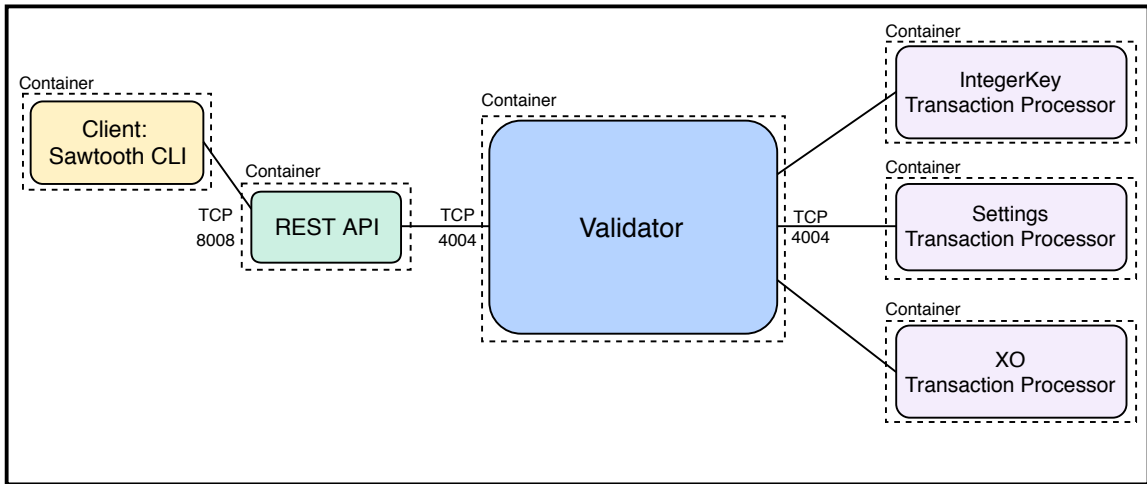 Container
Client:
Sawtooth CLI
TCP
8008
Container
REST API
TCP
4004
Container
Validator
TCP
4004
Container
IntegerKey
Transaction Processor
Container
Settings
Transaction Processor
Container
XO
Transaction Processor